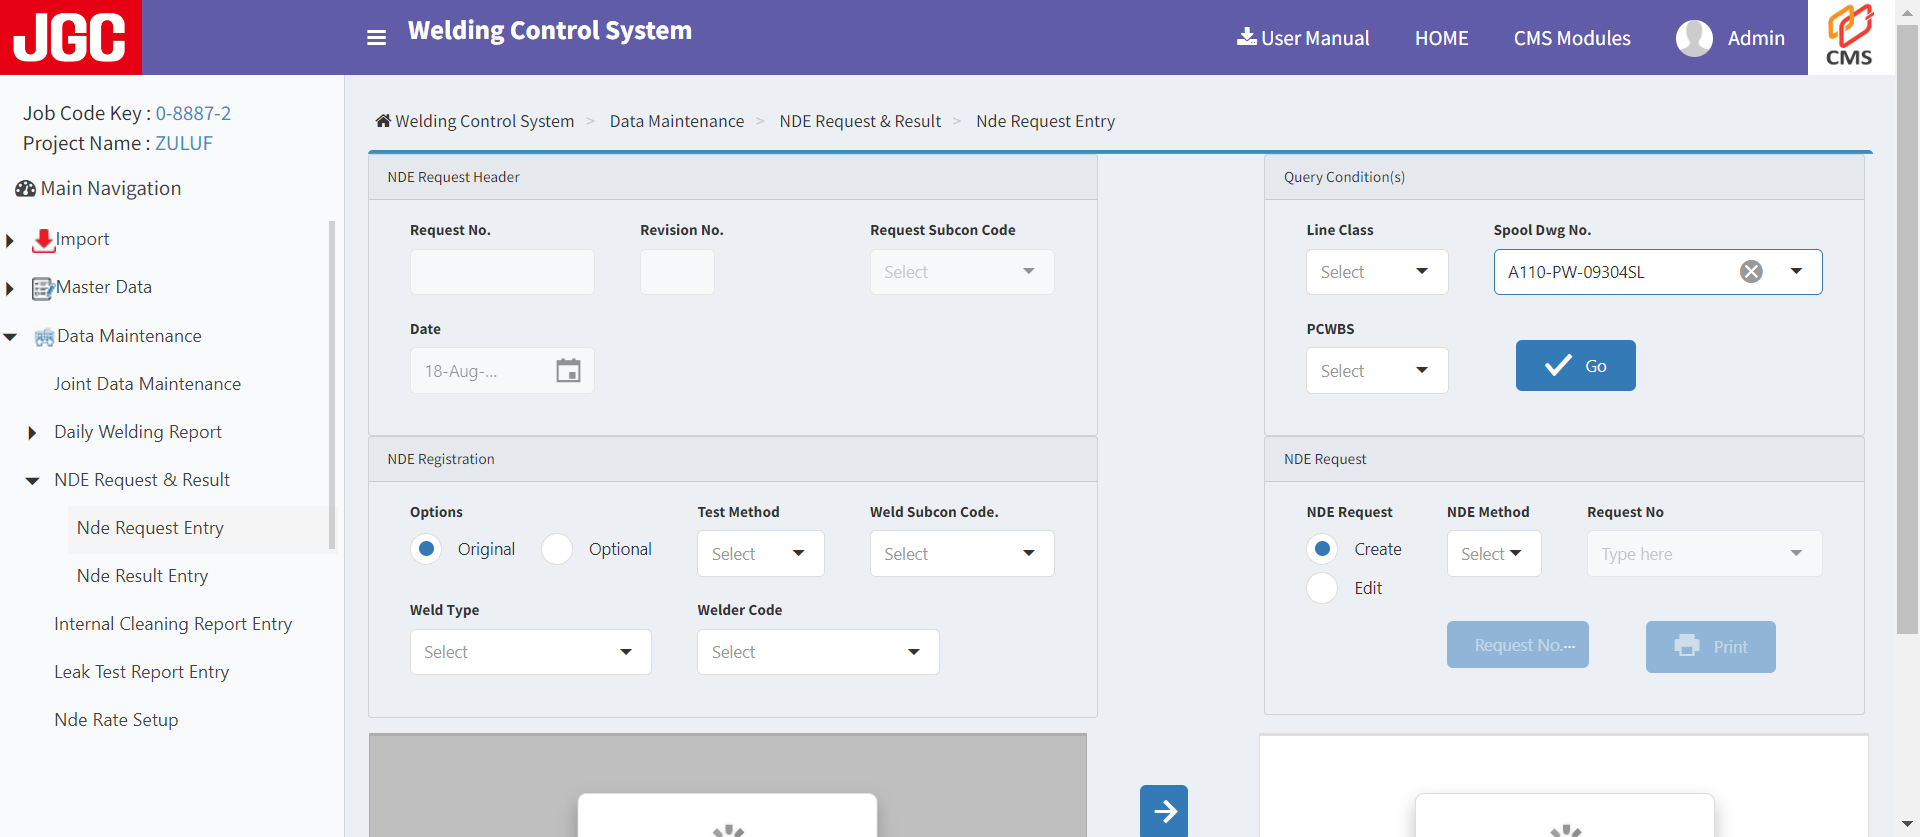 JGC
Welding Control System
User Manual
HOME
CMS Modules
Admin
CMS
Job Code Key : 0-8887-2
Project Name : ZULUF
Main Navigation
Import
Master Data
Data Maintenance
Joint Data Maintenance
Daily Welding Report
NDE Request & Result
Nde Request Entry
Nde Result Entry
Internal Cleaning Report Entry
Leak Test Report Entry
Nde Rate Setup
Welding Control System > Data Maintenance > NDE Request & Result > Nde Request Entry
NDE Request Header
Request No.
Revision No.
Request Subcon Code
Select
Date
18-Aug-...
Query Condition(s)
Line Class
Spool Dwg No.
Select
A110-PW-09304SL
PCWBS
Select
Go
NDE Registration
Options
Test Method
Weld Subcon Code.
Original
Optional
Select
Select
Weld Type
Welder Code
Select
Select
NDE Request
NDE Request
NDE Method
Request No
Create
Select
Type here
Edit
Request No....
Print